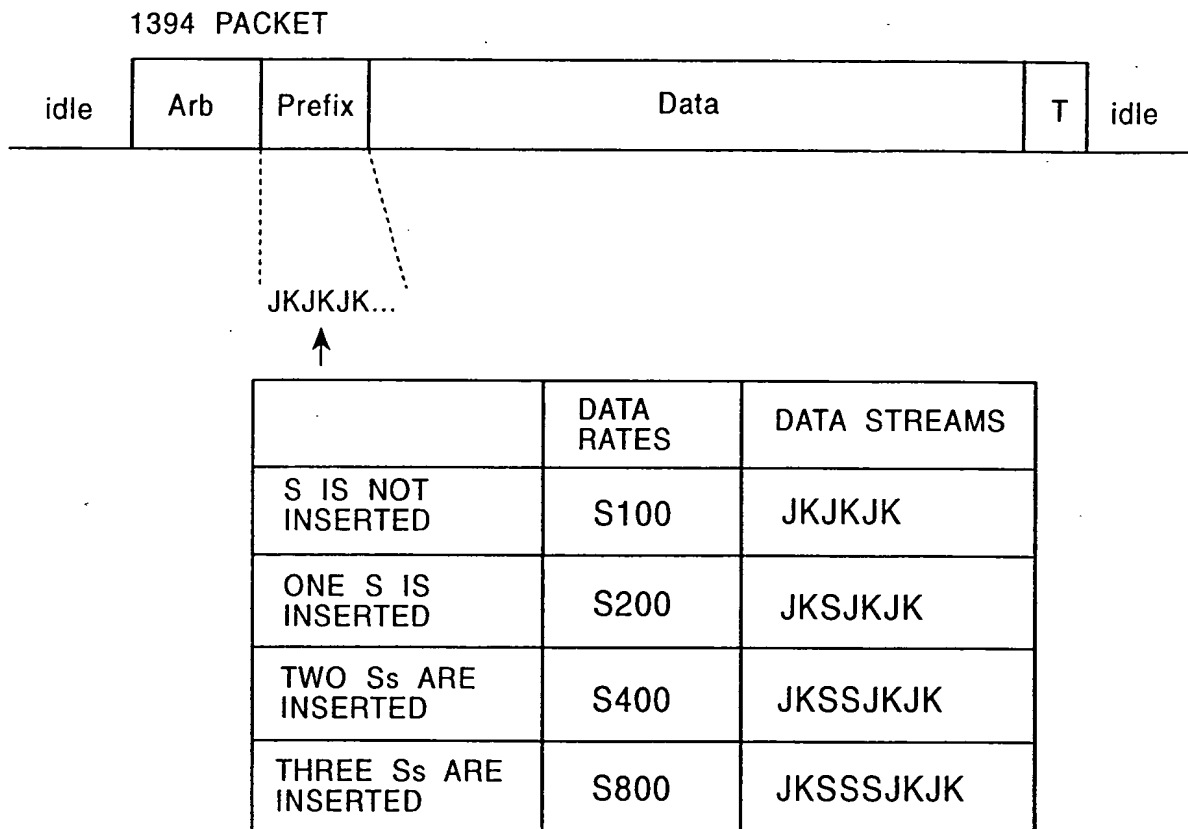 1394 PACKET
idle Arb Prefix Data T idle
JKJKJK...
DATA RATES DATA STREAMS
S IS NOT INSERTED S100 JKJKJK
ONE S IS INSERTED S200 JKSJKJK
TWO Ss ARE INSERTED S400 JKSSJKJK
THREE Ss ARE INSERTED S800 JKSSSJKJK